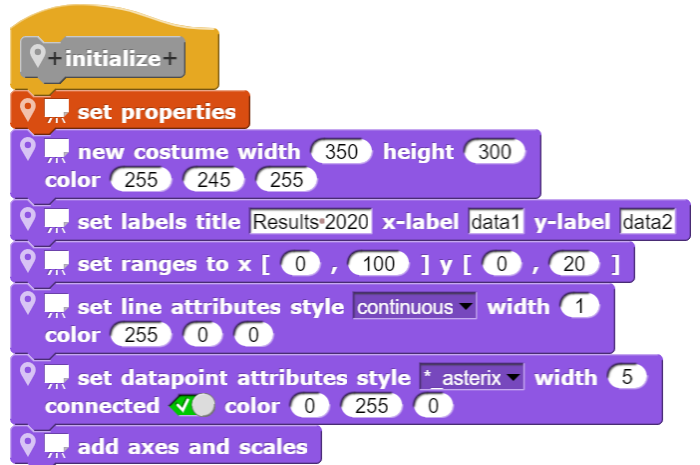 +initialize+
set properties
new costume width 350 height 300
color 255 245 255
set labels title Results 2020 x-label data1 y-label data2
set ranges to x [ 0 , 100 ] y [ 0 , 20 ]
set line attributes style continuous width 1
color 255 0 0
set datapoint attributes style *_asterix width 5
connected color 0 255 0
add axes and scales